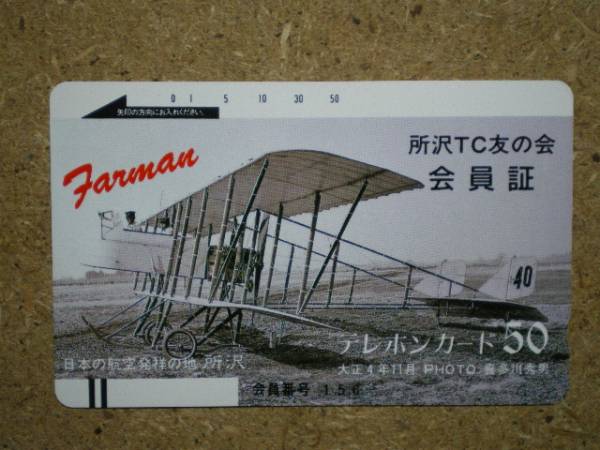 0 1 5 10 30 50
矢印の方向にお入れください。
Farman
所沢TC友の会
会員証
40
テレホンカード 50
日本の航空発祥の地 所沢
大正4年11月 PHOTO 喜多川秀男
会員番号 156